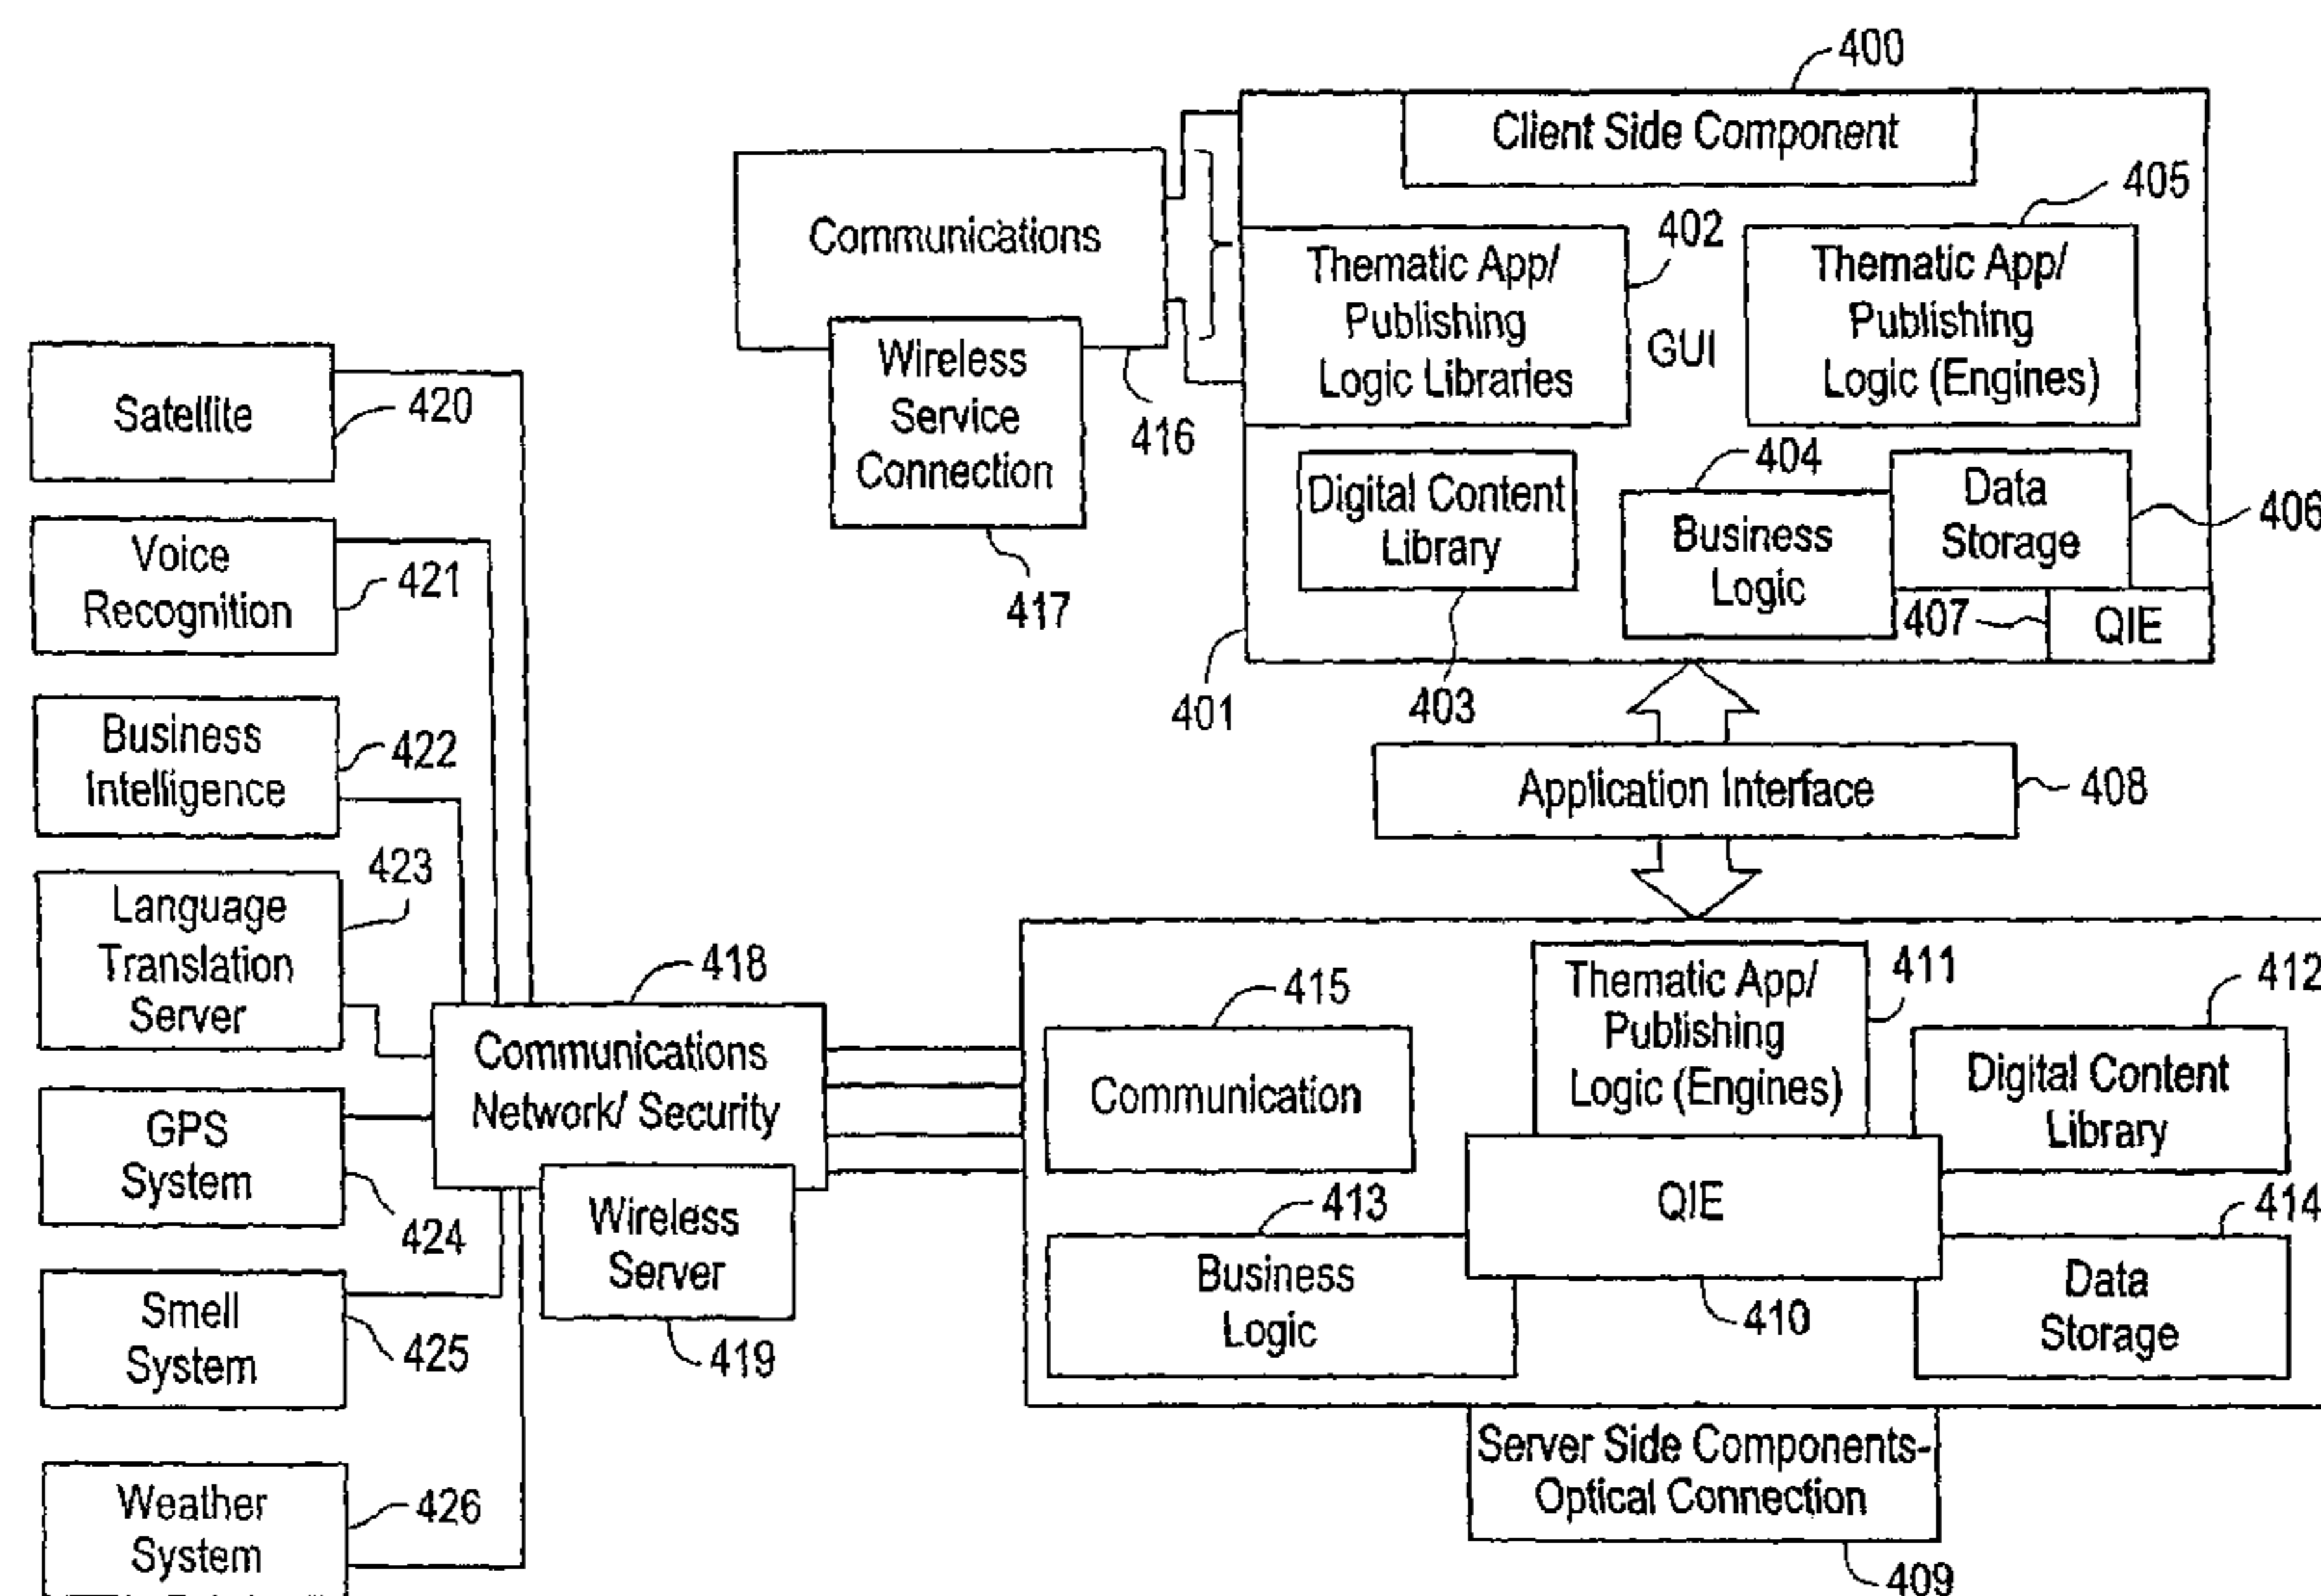 400
Client Side Component
405
402
Communications
Thematic App/
Publishing
Logic Libraries
GUI
Thematic App/
Publishing
Logic (Engines)
Wireless
Service
Connection
416
417
Satellite
420
404
Digital Content
Library
Business
Logic
Data
Storage
406
407
QIE
401
403
Voice
Recognition
421
Business
Intelligence
422
Application Interface
408
423
Language
Translation
Server
418
Communications
Network/ Security
415
Communication
Thematic App/
Publishing
Logic (Engines)
411
412
Digital Content
Library
GPS
System
424
Wireless
Server
419
413
Business
Logic
QIE
410
414
Data
Storage
Smell
System
425
Server Side Components-
Optical Connection
409
Weather
System
426